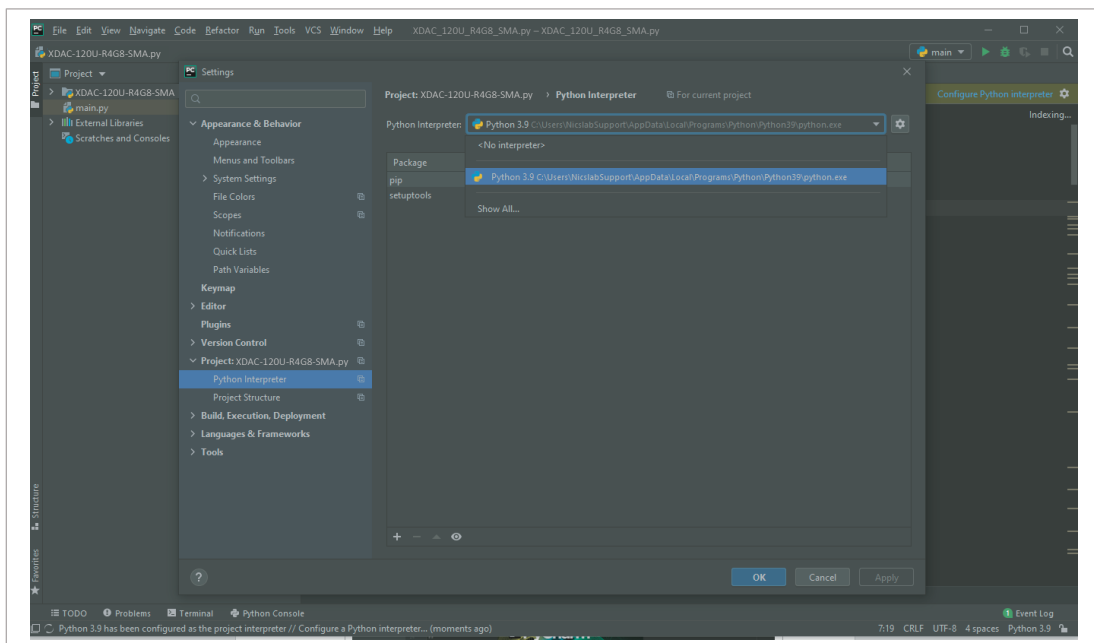 File Edit View Navigate Code Refactor Run Tools VCS Window Help XDAC_120U_R4G8_SMA.py – XDAC_120U_R4G8_SMA.py
XDAC-120U-R4G8-SMA.py
main
Project
Project
XDAC-120U-R4G8-SMA
main.py
External Libraries
Scratches and Consoles
Configure Python interpreter
Indexing...
Settings
Appearance & Behavior
Appearance
Menus and Toolbars
System Settings
File Colors
Scopes
Notifications
Quick Lists
Path Variables
Keymap
Editor
Plugins
Version Control
Project: XDAC-120U-R4G8-SMA.py
Python Interpreter
Project Structure
Build, Execution, Deployment
Languages & Frameworks
Tools
Project: XDAC-120U-R4G8-SMA.py › Python Interpreter For current project
Python Interpreter: Python 3.9 C:\Users\NicslabSupport\AppData\Local\Programs\Python\Python39\python.exe
<No interpreter>
Python 3.9 C:\Users\NicslabSupport\AppData\Local\Programs\Python\Python39\python.exe
Show All...
Package
pip
setuptools
?
OK Cancel Apply
Structure
Favorites
TODO Problems Terminal Python Console
1 Event Log
Python 3.9 has been configured as the project interpreter // Configure a Python interpreter... (moments ago)
7:19 CRLF UTF-8 4 spaces Python 3.9